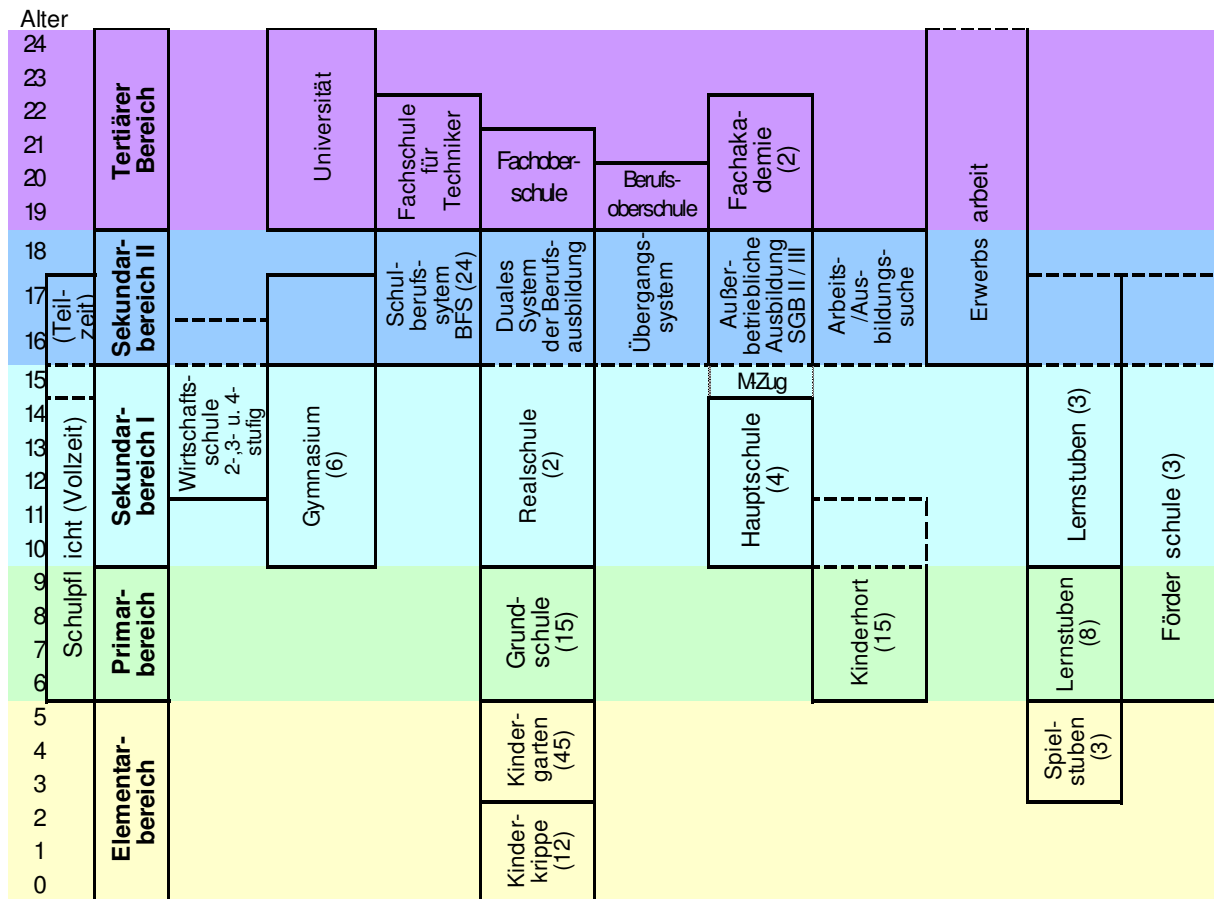 Alter
24
23
22
21
20
19
18
17
16
15
14
13
12
11
10
9
8
7
6
5
4
3
2
1
0
(Teil-
zeit)
Schulpfl icht (Vollzeit)
Tertiärer
Bereich
Sekundar-
bereich II
Sekundar-
bereich I
Primar-
bereich
Elementar-
bereich
Wirtschafts-
schule
2-,3- u. 4-
stufig
Universität
Gymnasium
(6)
Fachschule
für
Techniker
Schul-
berufs-
sytem
BFS (24)
Fachober-
schule
Duales
System
der Berufs-
ausbildung
Realschule
(2)
Grund-
schule
(15)
Kinder-
garten
(45)
Kinder-
krippe
(12)
Berufs-
oberschule
Übergangs-
system
Fachaka-
demie
(2)
Außer-
betriebliche
Ausbildung
SGB II / III
M-Zug
Hauptschule
(4)
Arbeits-
/Aus-
bildungs-
suche
Kinderhort
(15)
Erwerbs arbeit
Lernstuben (3)
Lernstuben
(8)
Spiel-
stuben
(3)
Förder schule (3)